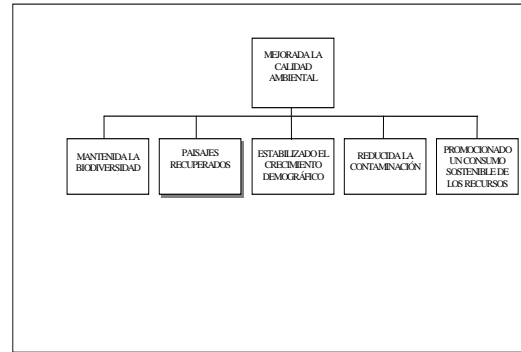 MEJORADA LA
CALIDAD
AMBIENTAL
MANTENIDA LA
BIODIVERSIDAD
PAISAJES
RECUPERADOS
ESTABILIZADO EL
CRECIMIENTO
DEMOGRÁFICO
REDUCIDA LA
CONTAMINACIÓN
PROMOCIONADO
UN CONSUMO
SOSTENIBLE DE
LOS RECURSOS